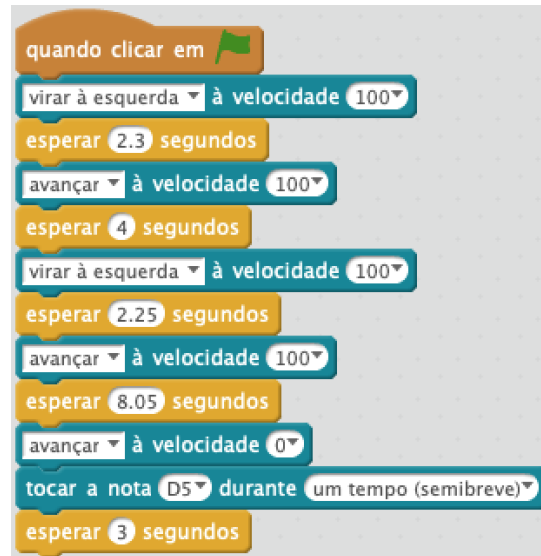 quando clicar em
virar à esquerda à velocidade 100
esperar 2.3 segundos
avançar à velocidade 100
esperar 4 segundos
virar à esquerda à velocidade 100
esperar 2.25 segundos
avançar à velocidade 100
esperar 8.05 segundos
avançar à velocidade 0
tocar a nota D5 durante um tempo (semibreve)
esperar 3 segundos